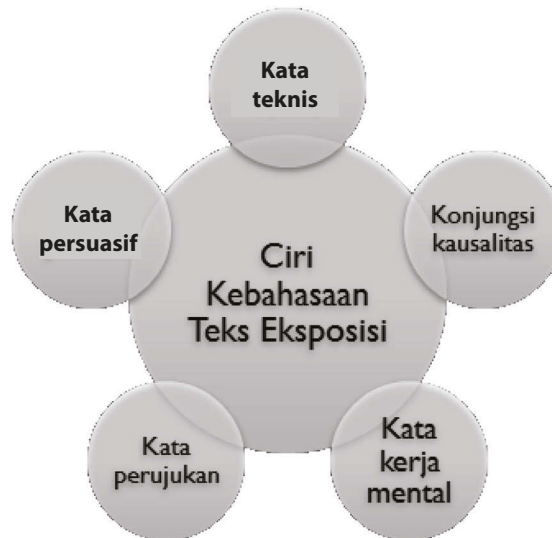 Kata
teknis
Kata
persuasif
Konjungsi
kausalitas
Ciri
Kebahasaan
Teks Eksposisi
Kata
perujukan
Kata
kerja
mental